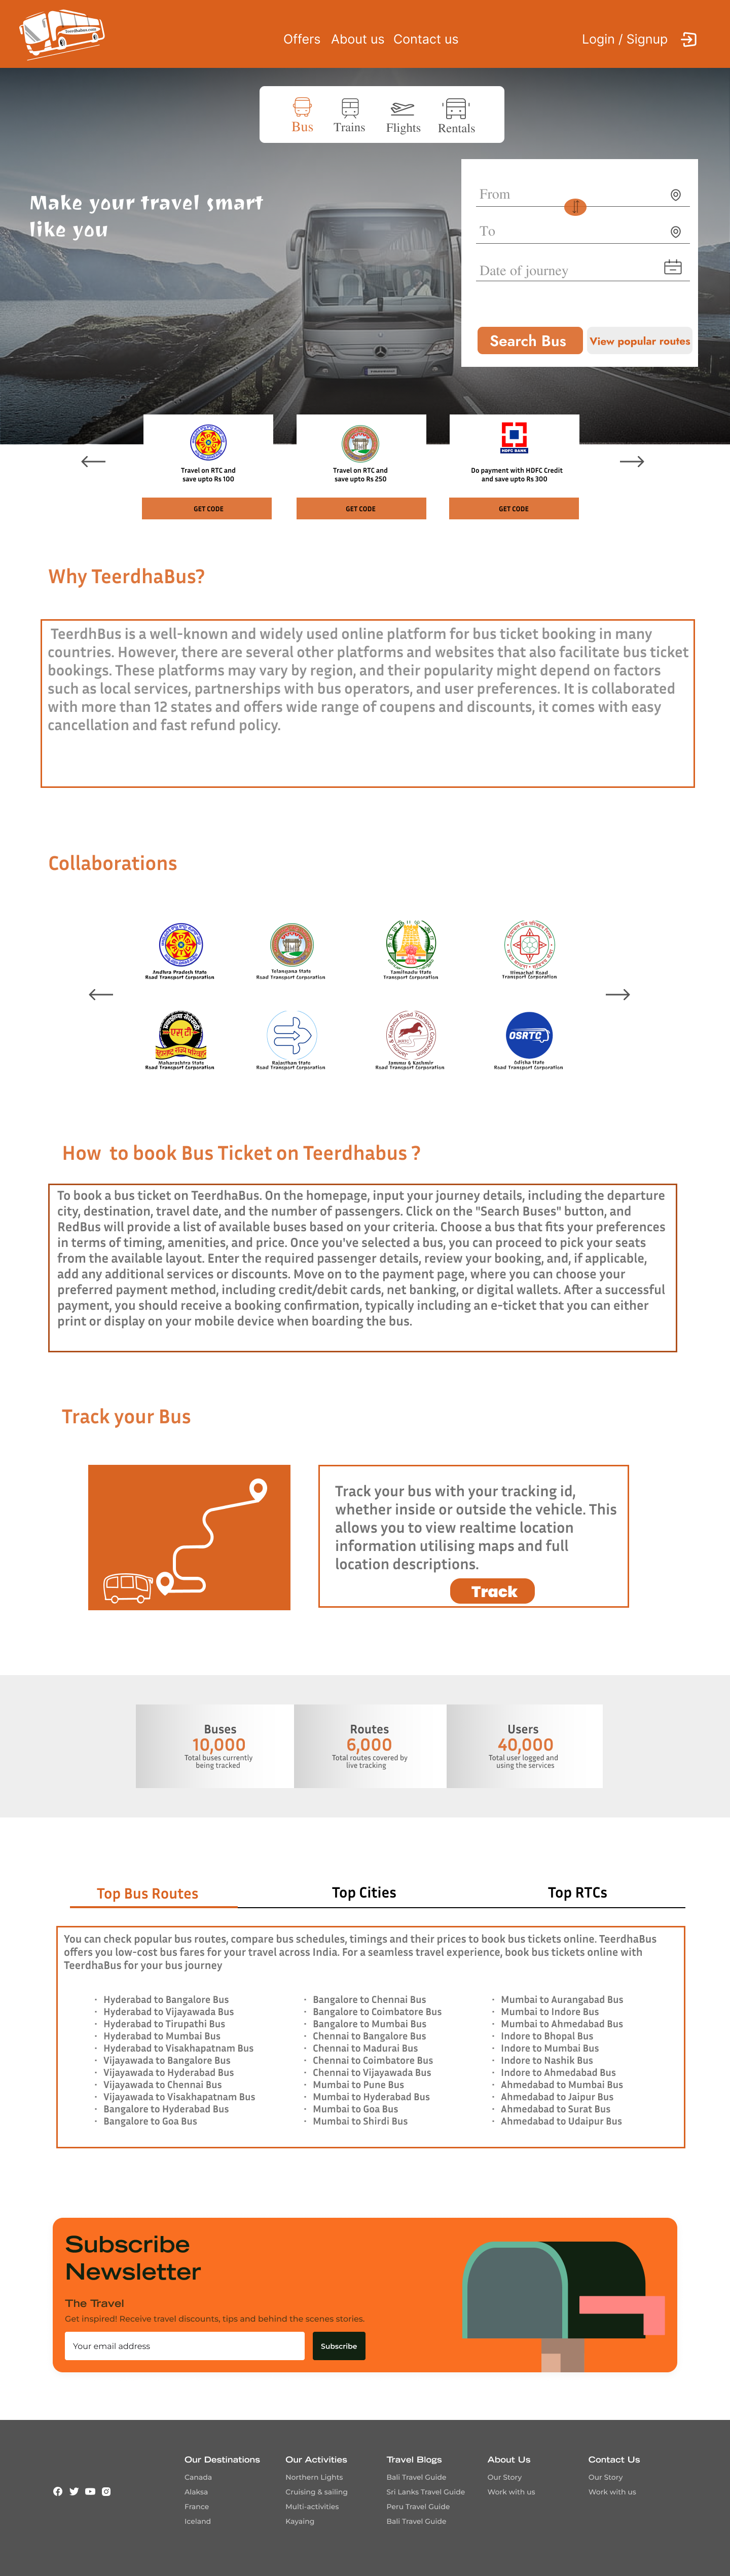 TeerdhaBus.com
Offers About us Contact us
Login / Signup
Bus Trains Flights Rentals
Make your travel smart
like you
From
To
Date of journey
Search Bus
View popular routes
Travel on RTC and
save upto Rs 100
GET CODE
Travel on RTC and
save upto Rs 250
GET CODE
HDFC BANK
Do payment with HDFC Credit
and save upto Rs 300
GET CODE
Why TeerdhaBus?
TeerdhBus is a well-known and widely used online platform for bus ticket booking in many
countries. However, there are several other platforms and websites that also facilitate bus ticket
bookings. These platforms may vary by region, and their popularity might depend on factors
such as local services, partnerships with bus operators, and user preferences. It is collaborated
with more than 12 states and offers wide range of coupens and discounts, it comes with easy
cancellation and fast refund policy.
Collaborations
Andhra Pradesh State
Road Transport Corporation
Telangana State
Road Transport Corporation
Tamilnadu State
Transport Corporation
Himachal Road
Transport Corporation
Maharashtra State
Road Transport Corporation
Rajasthan State
Road Transport Corporation
Jammu & Kashmir
Road Transport Corporation
OSRTC
Odisha State
Road Transport Corporation
How to book Bus Ticket on Teerdhabus ?
To book a bus ticket on TeerdhaBus. On the homepage, input your journey details, including the departure
city, destination, travel date, and the number of passengers. Click on the "Search Buses" button, and
RedBus will provide a list of available buses based on your criteria. Choose a bus that fits your preferences
in terms of timing, amenities, and price. Once you've selected a bus, you can proceed to pick your seats
from the available layout. Enter the required passenger details, review your booking, and, if applicable,
add any additional services or discounts. Move on to the payment page, where you can choose your
preferred payment method, including credit/debit cards, net banking, or digital wallets. After a successful
payment, you should receive a booking confirmation, typically including an e-ticket that you can either
print or display on your mobile device when boarding the bus.
Track your Bus
Track your bus with your tracking id,
whether inside or outside the vehicle. This
allows you to view realtime location
information utilising maps and full
location descriptions.
Track
Buses
10,000
Total buses currently
being tracked
Routes
6,000
Total routes covered by
live tracking
Users
40,000
Total user logged and
using the services
Top Bus Routes
Top Cities
Top RTCs
You can check popular bus routes, compare bus schedules, timings and their prices to book bus tickets online. TeerdhaBus
offers you low-cost bus fares for your travel across India. For a seamless travel experience, book bus tickets online with
TeerdhaBus for your bus journey
Hyderabad to Bangalore Bus
Hyderabad to Vijayawada Bus
Hyderabad to Tirupathi Bus
Hyderabad to Mumbai Bus
Hyderabad to Visakhapatnam Bus
Vijayawada to Bangalore Bus
Vijayawada to Hyderabad Bus
Vijayawada to Chennai Bus
Vijayawada to Visakhapatnam Bus
Bangalore to Hyderabad Bus
Bangalore to Goa Bus
Bangalore to Chennai Bus
Bangalore to Coimbatore Bus
Bangalore to Mumbai Bus
Chennai to Bangalore Bus
Chennai to Madurai Bus
Chennai to Coimbatore Bus
Chennai to Vijayawada Bus
Mumbai to Pune Bus
Mumbai to Hyderabad Bus
Mumbai to Goa Bus
Mumbai to Shirdi Bus
Mumbai to Aurangabad Bus
Mumbai to Indore Bus
Mumbai to Ahmedabad Bus
Indore to Bhopal Bus
Indore to Mumbai Bus
Indore to Nashik Bus
Indore to Ahmedabad Bus
Ahmedabad to Mumbai Bus
Ahmedabad to Jaipur Bus
Ahmedabad to Surat Bus
Ahmedabad to Udaipur Bus
Subscribe
Newsletter
The Travel
Get inspired! Receive travel discounts, tips and behind the scenes stories.
Your email address
Subscribe
Our Destinations
Canada
Alaksa
France
Iceland
Our Activities
Northern Lights
Cruising & sailing
Multi-activities
Kayaing
Travel Blogs
Bali Travel Guide
Sri Lanks Travel Guide
Peru Travel Guide
Bali Travel Guide
About Us
Our Story
Work with us
Contact Us
Our Story
Work with us